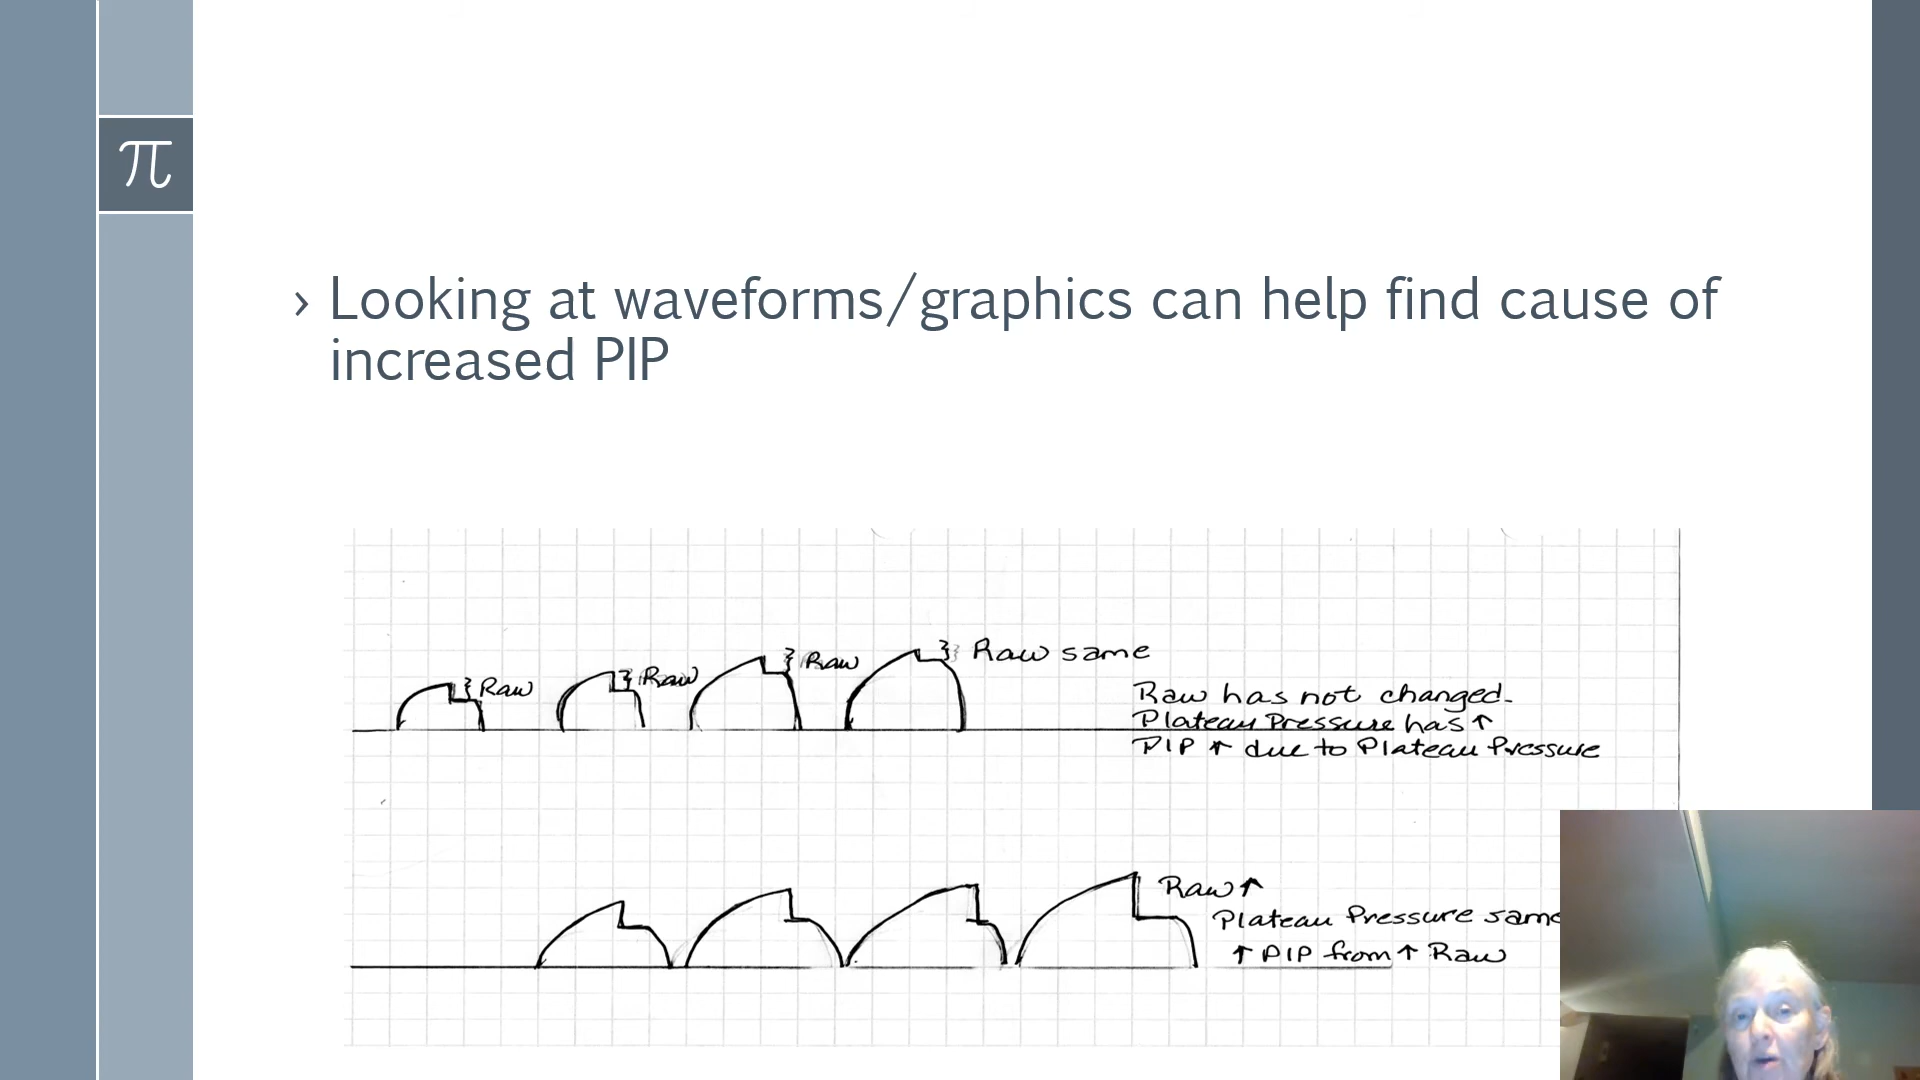 π
› Looking at waveforms/graphics can help find cause of
increased PIP
Raw
Raw
Raw
Raw same
Raw has not changed.
Plateau Pressure has ↑
PIP ↑ due to Plateau Pressure
Raw ↑
Plateau Pressure same
↑ PIP from ↑ Raw